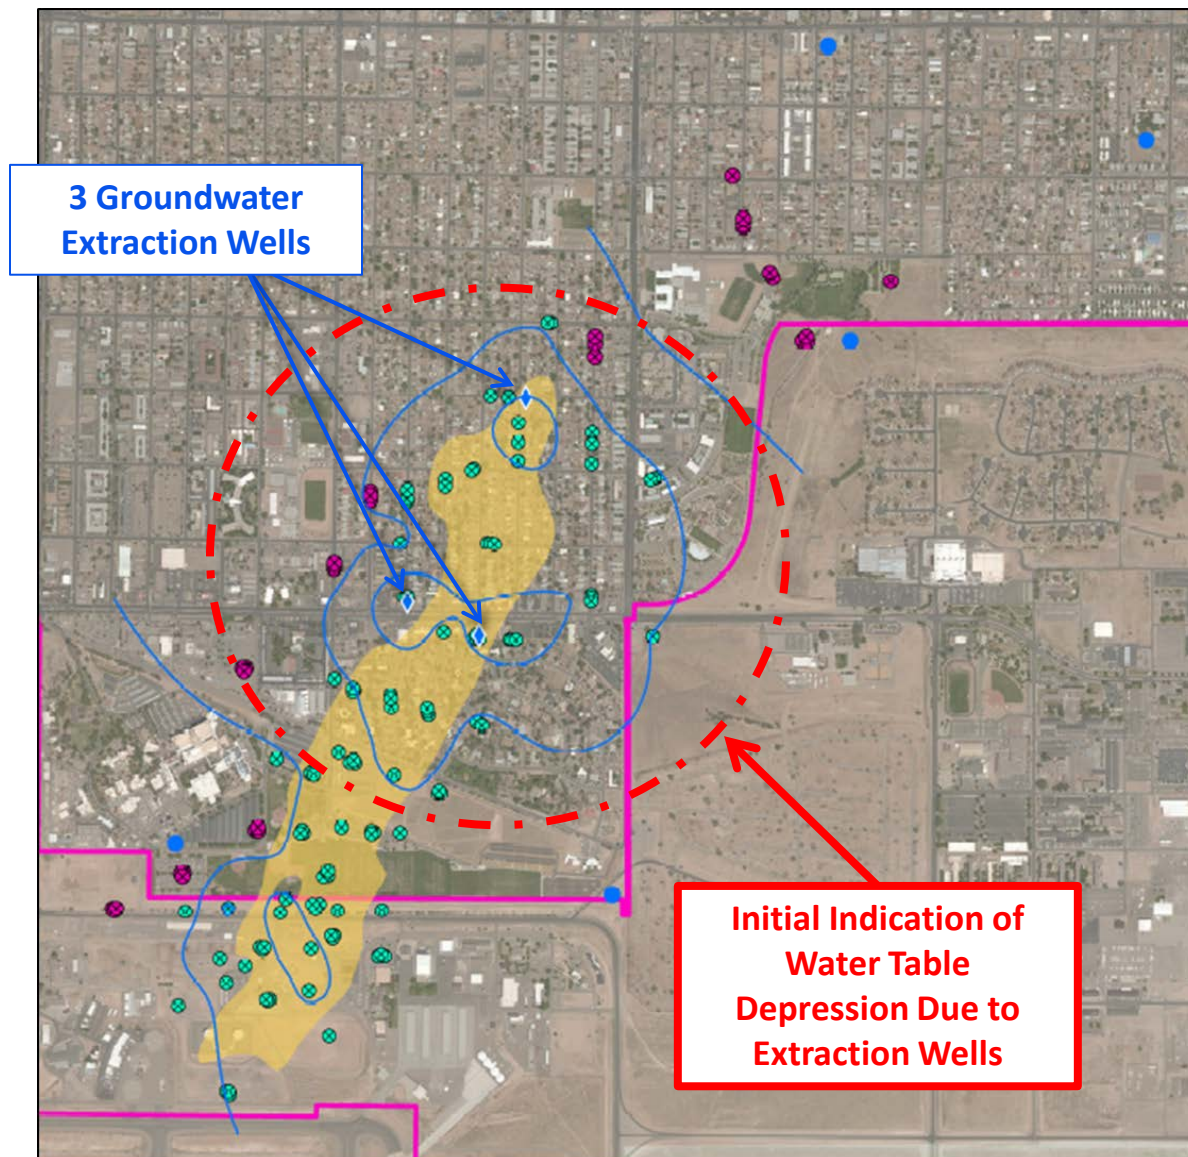 3 Groundwater
Extraction Wells
Initial Indication of
Water Table
Depression Due to
Extraction Wells